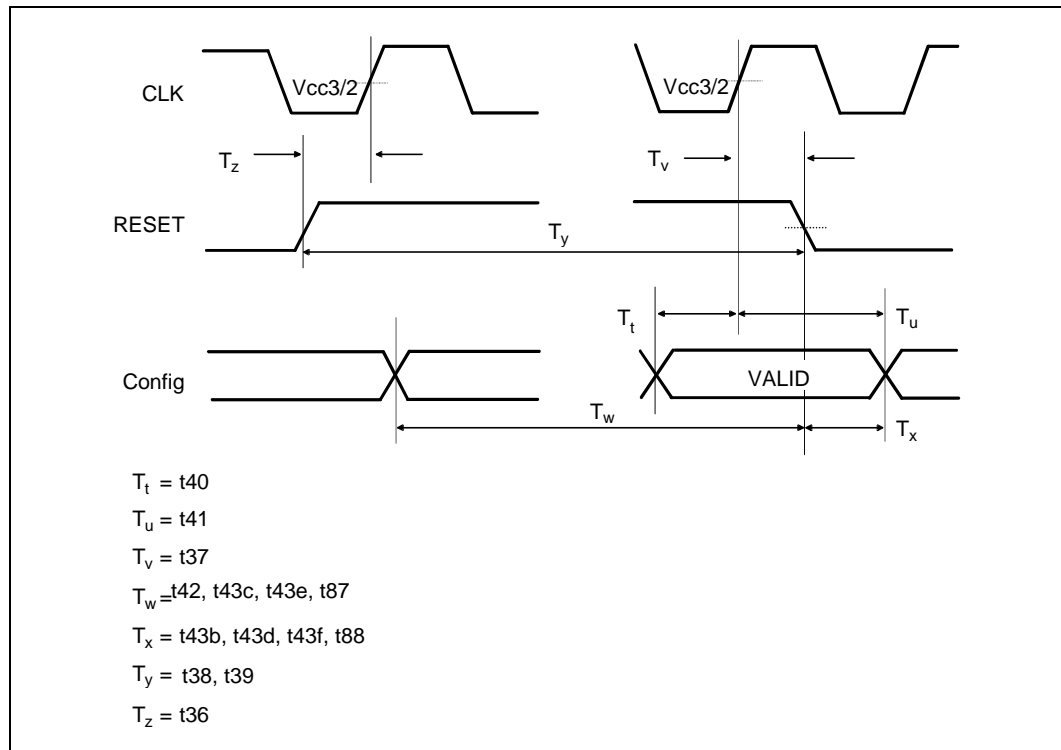 CLK
Vcc3/2
Vcc3/2
Tz
Tv
RESET
Ty
Tt
Tu
Config
VALID
Tw
Tx
Tt = t40
Tu = t41
Tv = t37
Tw =t42, t43c, t43e, t87
Tx = t43b, t43d, t43f, t88
Ty = t38, t39
Tz = t36